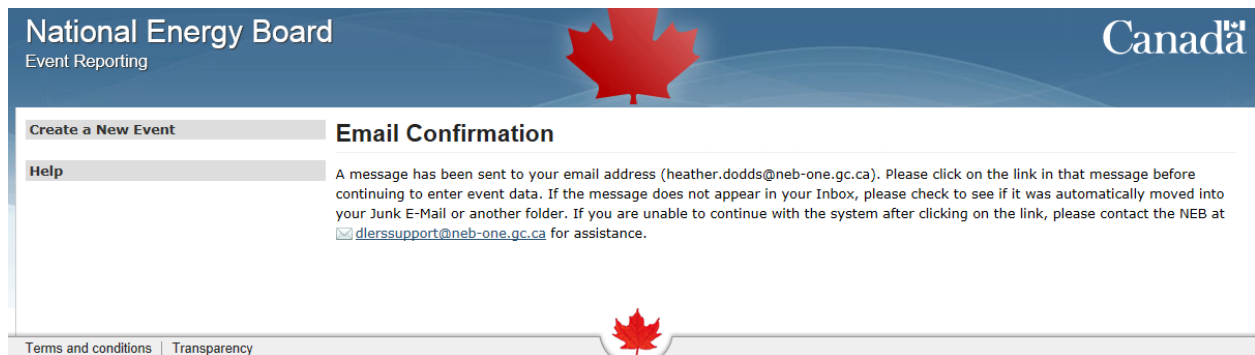 National Energy Board
Event Reporting
Canada
Create a New Event
Help
Email Confirmation
A message has been sent to your email address (heather.dodds@neb-one.gc.ca). Please click on the link in that message before
continuing to enter event data. If the message does not appear in your Inbox, please check to see if it was automatically moved into
your Junk E-Mail or another folder. If you are unable to continue with the system after clicking on the link, please contact the NEB at
dlerssupport@neb-one.gc.ca for assistance.
Terms and conditions | Transparency